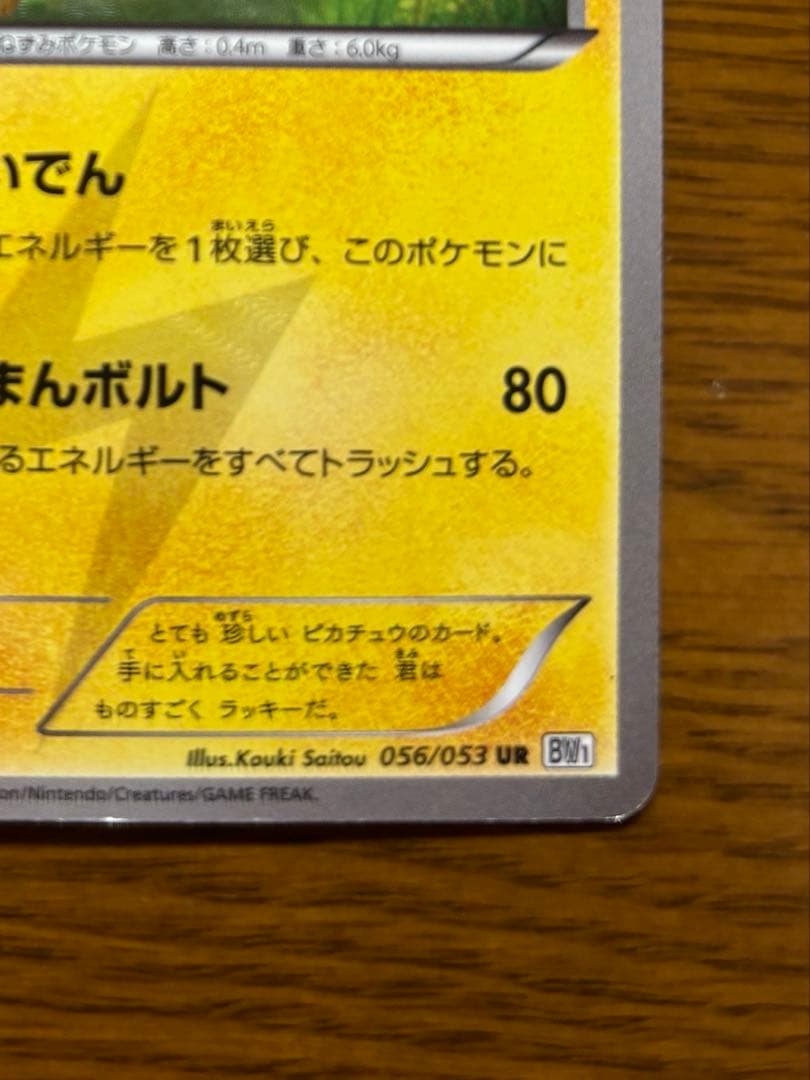 ねずみポケモン 高さ:0.4m 重さ:6.0kg
いでん
エネルギーを1枚選び、このポケモンに
まんボルト 80
るエネルギーをすべてトラッシュする。
とても 珍しい ピカチュウのカード。
手に入れることができた 君は
ものすごく ラッキーだ。
Illus.Kouki Saitou 056/053 UR BW1
on/Nintendo/Creatures/GAME FREAK.